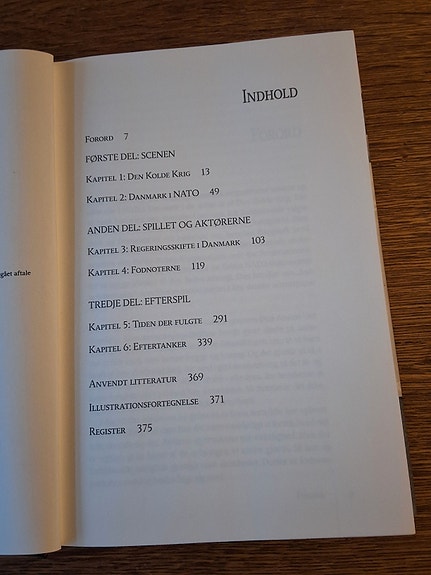 gået aftale
INDHOLD
FORORD 7
FØRSTE DEL: SCENEN
KAPITEL 1: DEN KOLDE KRIG 13
KAPITEL 2: DANMARK I NATO 49
ANDEN DEL: SPILLET OG AKTØRERNE
KAPITEL 3: REGERINGSSKIFTE I DANMARK 103
KAPITEL 4: FODNOTERNE 119
TREDJE DEL: EFTERSPIL
KAPITEL 5: TIDEN DER FULGTE 291
KAPITEL 6: EFTERTANKER 339
ANVENDT LITTERATUR 369
ILLUSTRATIONSFORTEGNELSE 371
REGISTER 375